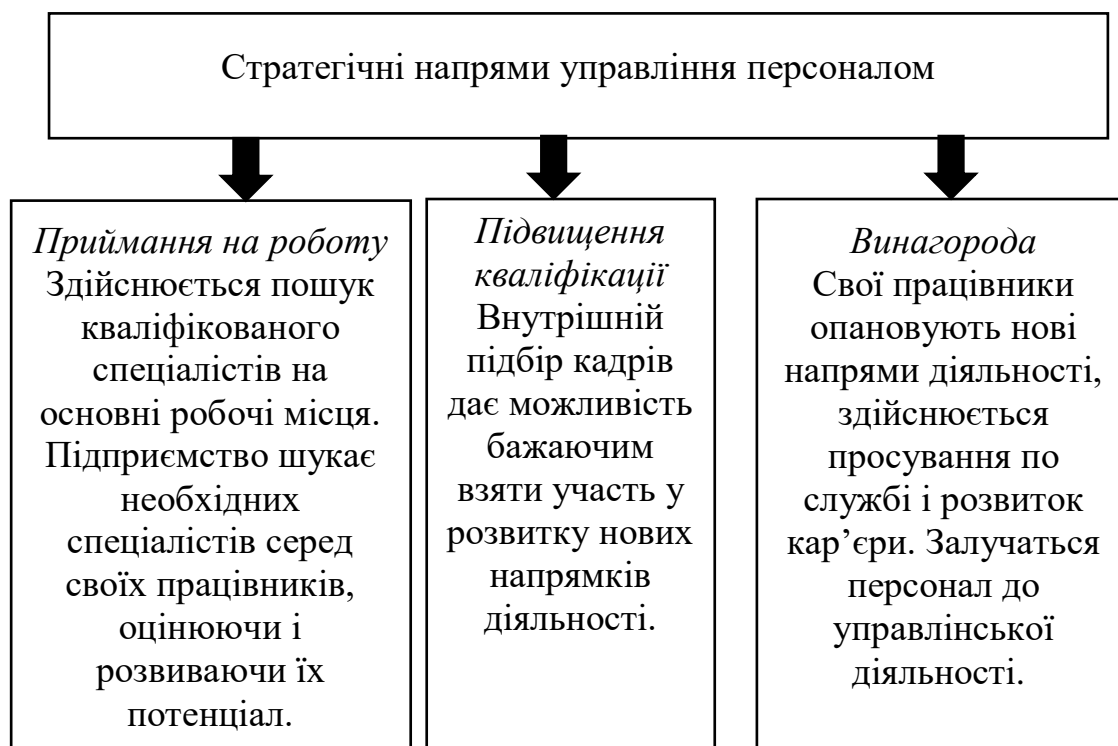 Стратегічні напрями управління персоналом
Приймання на роботу
Здійснюється пошук
кваліфікованого
спеціалістів на
основні робочі місця.
Підприємство шукає
необхідних
спеціалістів серед
своїх працівників,
оцінюючи і
розвиваючи їх
потенціал.
Підвищення
кваліфікації
Внутрішній
підбір кадрів
дає можливість
бажаючим
взяти участь у
розвитку нових
напрямків
діяльності.
Винагорода
Свої працівники
опановують нові
напрями діяльності,
здійснюється
просування по
службі і розвиток
кар’єри. Залучаться
персонал до
управлінської
діяльності.